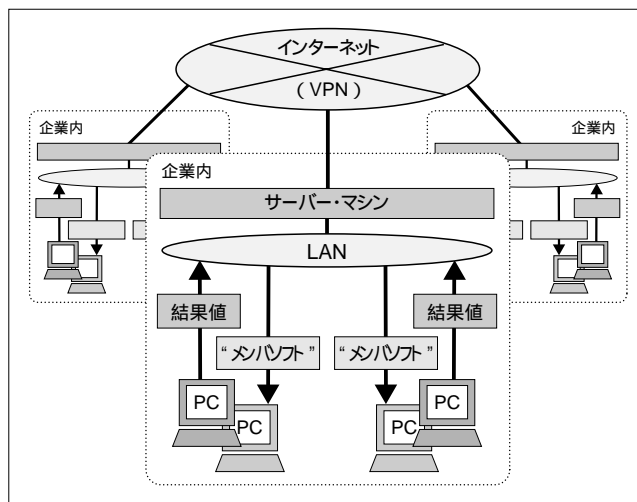 インターネット
（VPN）
企業内
企業内
企業内
サーバー・マシン
LAN
結果値
結果値
“メンバソフト”
“メンバソフト”
PC
PC
PC
PC